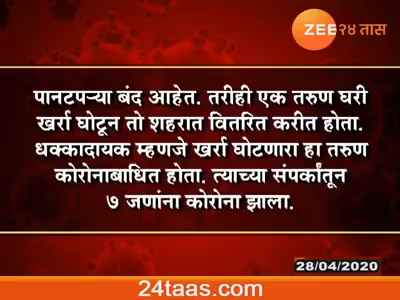 ZEE २४ तास
पानटपऱ्या बंद आहेत. तरीही एक तरुण घरी
खर्रा घोटून तो शहरात वितरित करीत होता.
धक्कादायक म्हणजे खर्रा घोटणारा हा तरुण
कोरोनाबाधित होता. त्याच्या संपर्कांतून
७ जणांना कोरोना झाला.
28/04/2020
24taas.com